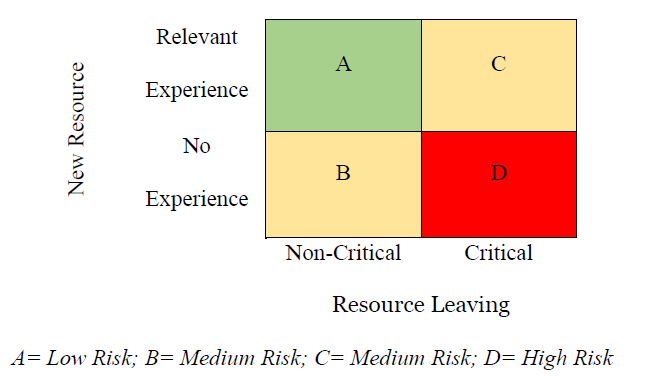 Relevant
Experience
A
C
New Resource
No
Experience
B
D
Non-Critical
Critical
Resource Leaving
A= Low Risk; B= Medium Risk; C= Medium Risk; D= High Risk